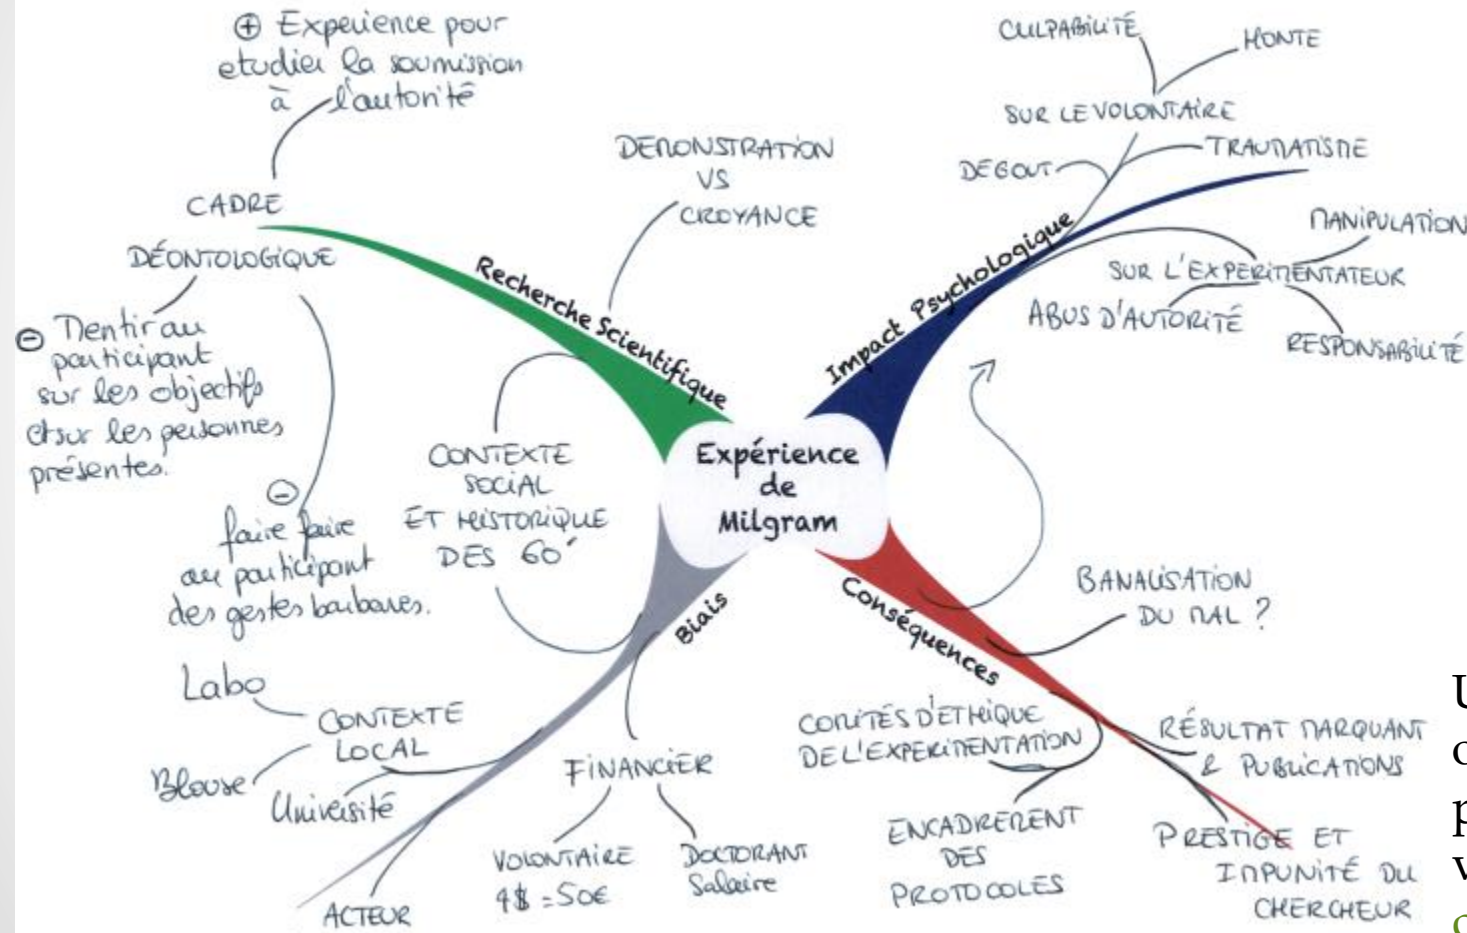 Expérience
de
Milgram
Recherche Scientifique
CADRE
DÉONTOLOGIQUE
⊕ Experience pour
etudier la soumission
à l'autorité
⊖ Mentir au
participant
sur les objectifs
et sur les personnes
présentes.
⊖
faire faire
au participant
des gestes barbares.
DEMONSTRATION
VS
CROYANCE
CONTEXTE
SOCIAL
ET HISTORIQUE
DES 60'
Impact Psychologique
CULPABILITÉ
HONTE
SUR LE VOLONTAIRE
DEGOUT
TRAUMATISME
MANIPULATION
SUR L'EXPERIMENTATEUR
ABUS D'AUTORITÉ
RESPONSABILITÉ
Biais
Labo
CONTEXTE
LOCAL
Blouse
Université
ACTEUR
FINANCIER
VOLONTAIRE
4$ = 50€
DOCTORANT
Salaire
Conséquences
BANALISATION
DU MAL ?
COMITÉS D'ETHIQUE
DE L'EXPERIMENTATION
ENCADREMENT
DES
PROTOCOLES
RÉSULTAT MARQUANT
& PUBLICATIONS
PRESTIGE ET
IMPUNITÉ DU
CHERCHEUR